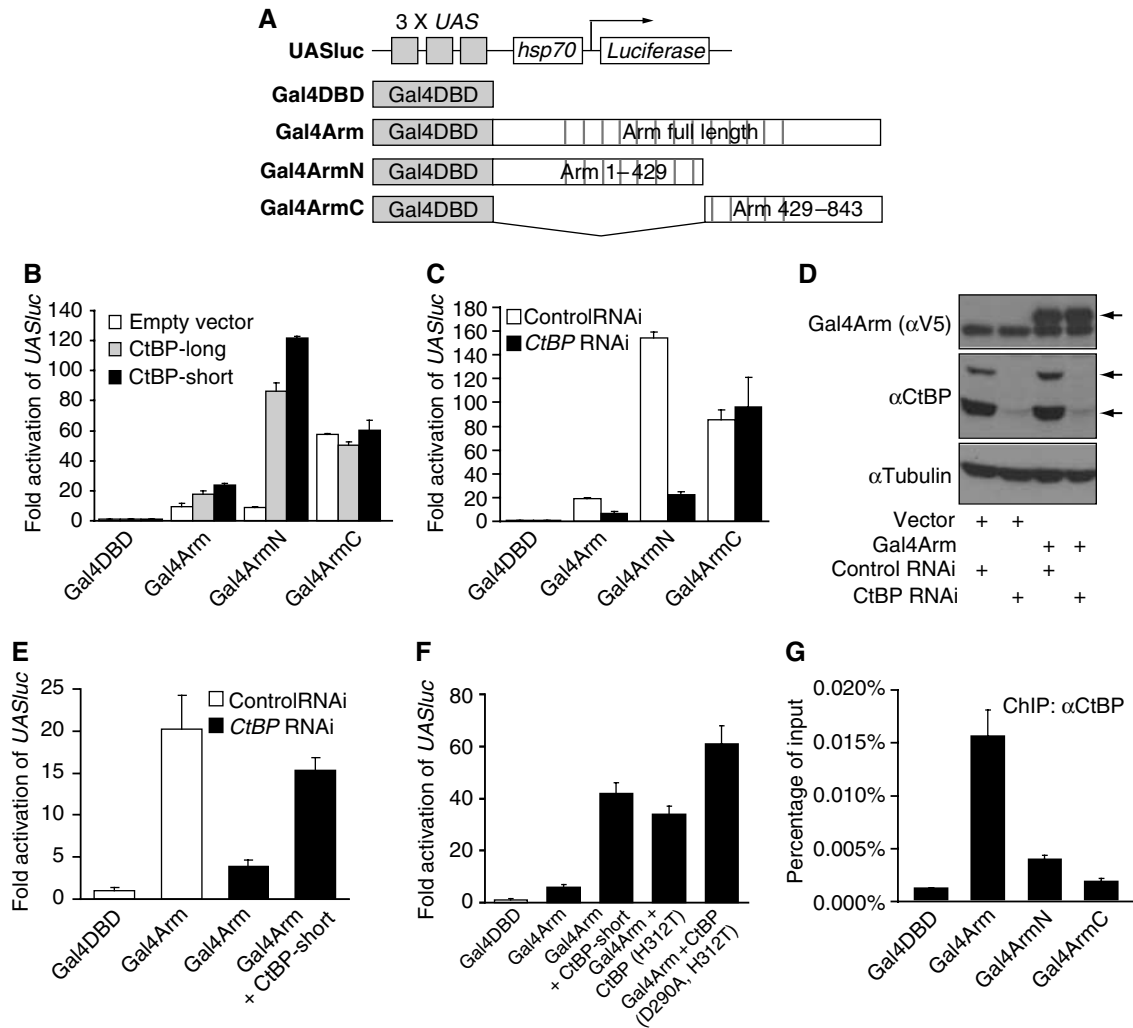 A
3 X UAS
UASluc
hsp70
Luciferase
Gal4DBD
Gal4DBD
Gal4Arm
Gal4DBD
Arm full length
Gal4ArmN
Gal4DBD
Arm 1–429
Gal4ArmC
Gal4DBD
Arm 429–843
B
Fold activation of UASluc
140
120
100
80
60
40
20
0
Empty vector
CtBP-long
CtBP-short
Gal4DBD
Gal4Arm
Gal4ArmN
Gal4ArmC
C
Fold activation of UASluc
180
160
140
120
100
80
60
40
20
0
ControlRNAi
CtBP RNAi
Gal4DBD
Gal4Arm
Gal4ArmN
Gal4ArmC
D
Gal4Arm (αV5)
αCtBP
αTubulin
Vector + +
Gal4Arm + +
Control RNAi + +
CtBP RNAi + +
E
Fold activation of UASluc
25
20
15
10
5
0
ControlRNAi
CtBP RNAi
Gal4DBD
Gal4Arm
Gal4Arm
Gal4Arm
+ CtBP-short
F
Fold activation of UASluc
80
60
40
20
0
Gal4DBD
Gal4Arm
Gal4Arm
+ CtBP-short
Gal4Arm +
CtBP (H312T)
Gal4Arm +CtBP
(D290A, H312T)
G
Percentage of input
0.020%
0.015%
0.010%
0.005%
0.000%
ChIP: αCtBP
Gal4DBD
Gal4Arm
Gal4ArmN
Gal4ArmC